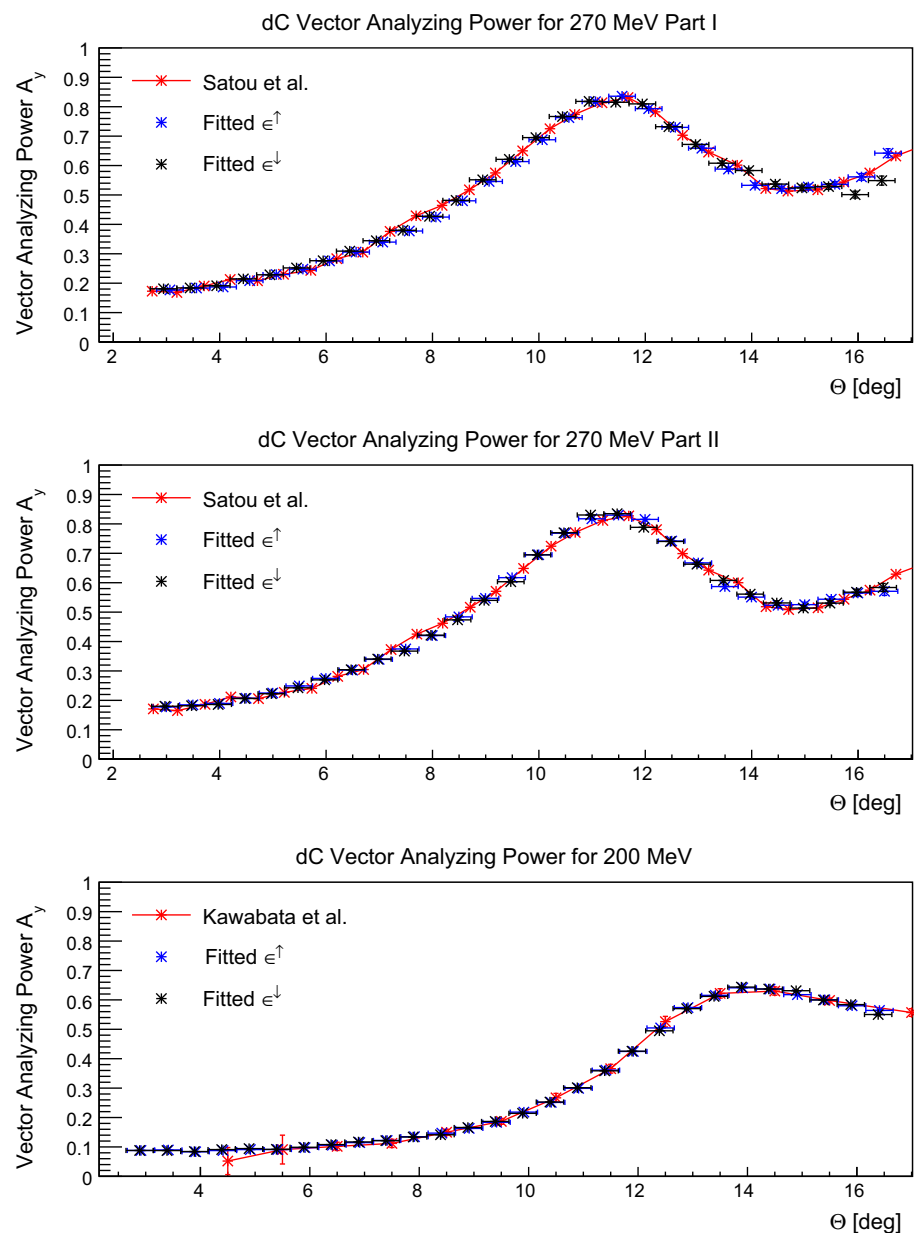 dC Vector Analyzing Power for 270 MeV Part I
Vector Analyzing Power A_y
1
0.9
0.8
0.7
0.6
0.5
0.4
0.3
0.2
0.1
0
Satou et al.
Fitted ϵ↑
Fitted ϵ↓
2 4 6 8 10 12 14 16
Θ [deg]
dC Vector Analyzing Power for 270 MeV Part II
Vector Analyzing Power A_y
1
0.9
0.8
0.7
0.6
0.5
0.4
0.3
0.2
0.1
0
Satou et al.
Fitted ϵ↑
Fitted ϵ↓
2 4 6 8 10 12 14 16
Θ [deg]
dC Vector Analyzing Power for 200 MeV
Vector Analyzing Power A_y
1
0.9
0.8
0.7
0.6
0.5
0.4
0.3
0.2
0.1
0
Kawabata et al.
Fitted ϵ↑
Fitted ϵ↓
4 6 8 10 12 14 16
Θ [deg]